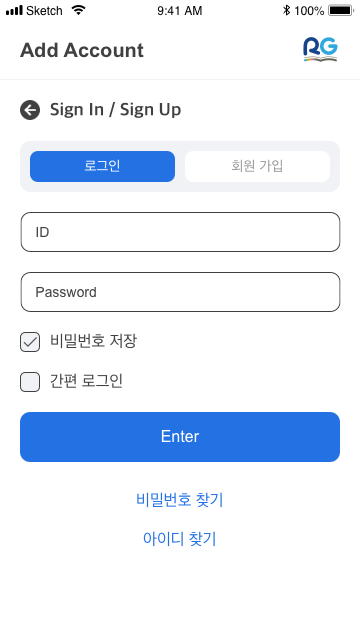 Sketch 9:41 AM 100%
Add Account RG
Sign In / Sign Up
로그인 회원 가입
ID
Password
비밀번호 저장
간편 로그인
Enter
비밀번호 찾기
아이디 찾기